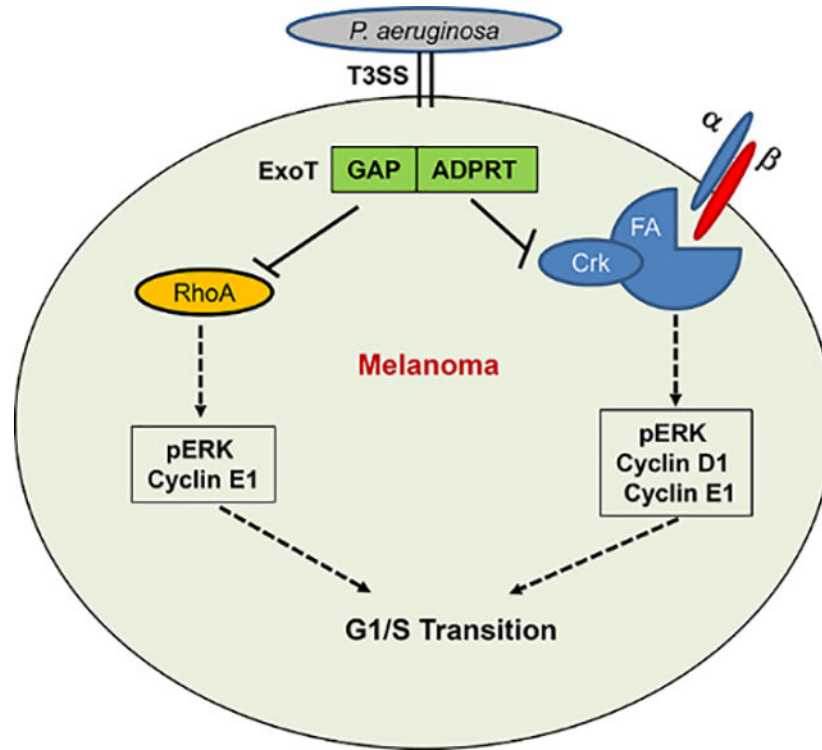 P. aeruginosa
T3SS
α
β
ExoT GAP ADPRT
FA
Crk
RhoA
Melanoma
pERK
Cyclin E1
pERK
Cyclin D1
Cyclin E1
G1/S Transition